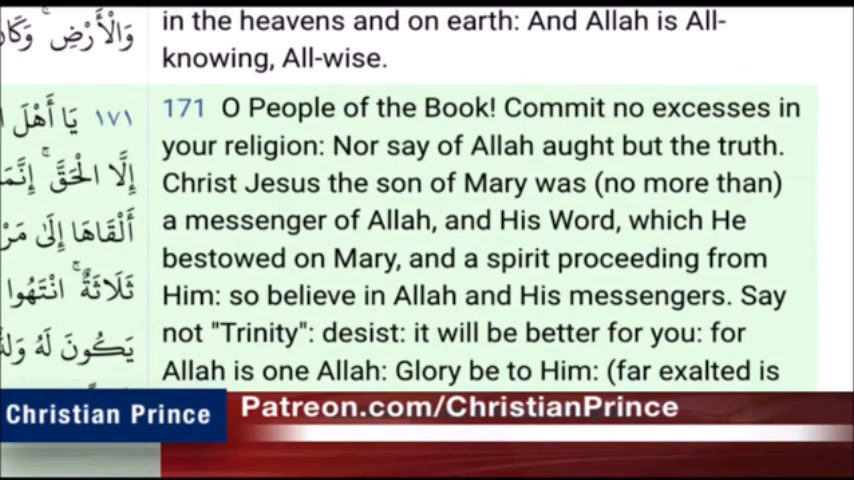 in the heavens and on earth: And Allah is All-
knowing, All-wise.
171 O People of the Book! Commit no excesses in
your religion: Nor say of Allah aught but the truth.
Christ Jesus the son of Mary was (no more than)
a messenger of Allah, and His Word, which He
bestowed on Mary, and a spirit proceeding from
Him: so believe in Allah and His messengers. Say
not "Trinity": desist: it will be better for you: for
Allah is one Allah: Glory be to Him: (far exalted is
وَالْأَرْضِ ۚ وَكَانَ
١٧١ يَا أَهْلَ
إِلَّا الْحَقَّ ۚ إِنَّمَ
أَلْقَاهَا إِلَىٰ مَرْ
ثَلَاثَةٌ ۚ انْتَهُوا
يَكُونَ لَهُ وَلَ
Christian Prince
Patreon.com/ChristianPrince